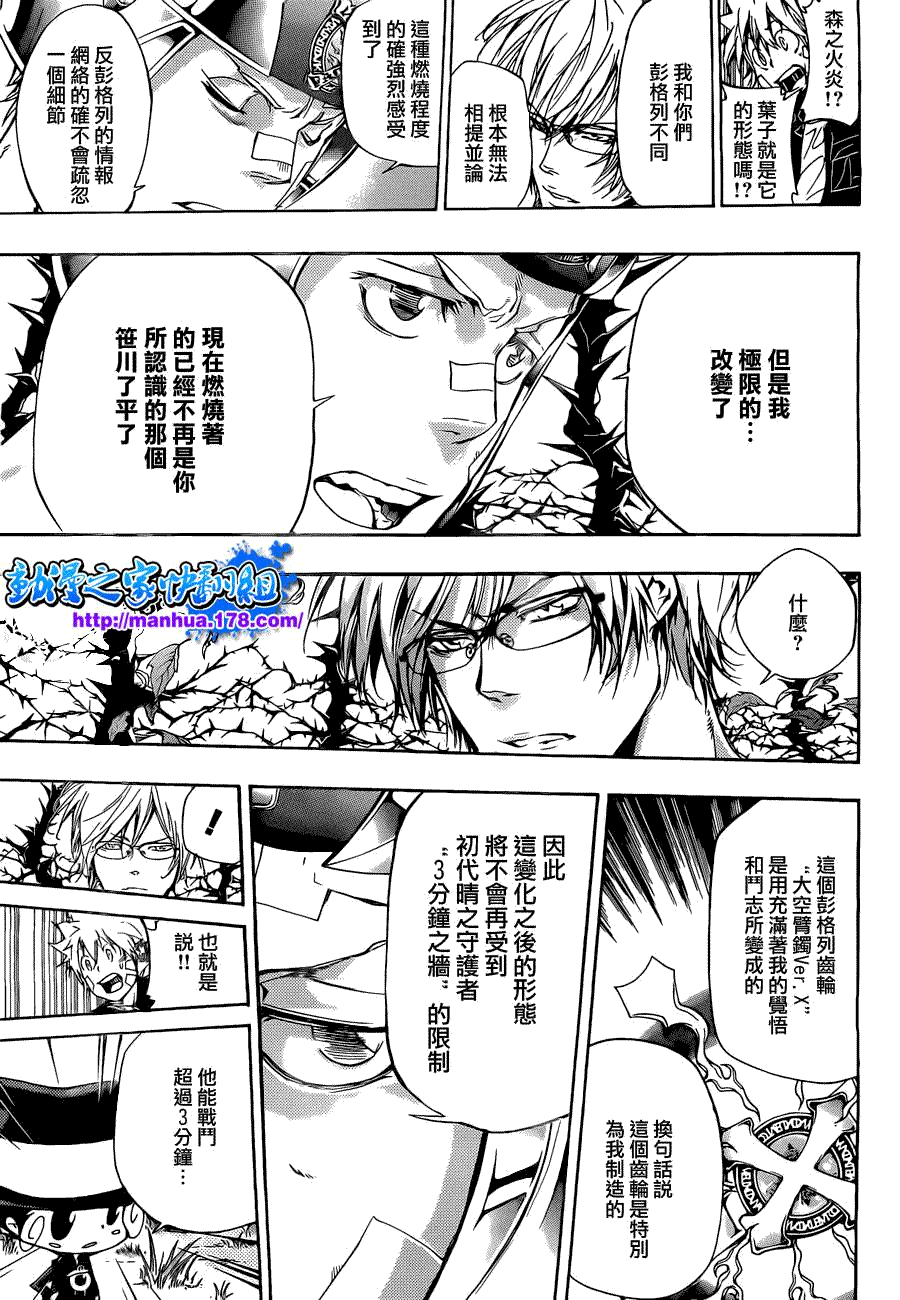 森之火炎!?
葉子就是它
的形態嗎!?
我和你們
彭格列不同
根本無法
相提並論
這種燃燒程度
的確強烈感受
到了
反彭格列的情報
網絡的確不會疏忽
一個細節
但是我
極限的…
改變了
現在燃燒著
的已經不再是你
所認識的那個
笹川了平了
動漫之家快翻組
http://manhua.178.com/
什麼?
這個彭格列齒輪
“大空臂鐲Ver.X”
是用充滿著我的覺悟
和鬥志所變成的
換句話説
這個齒輪是特別
為我制造的
因此
這變化之後的形態
將不會再受到
初代晴之守護者
“3分鐘之牆”的限制
!
也就是
説!!
他能戰鬥
超過3分鐘…